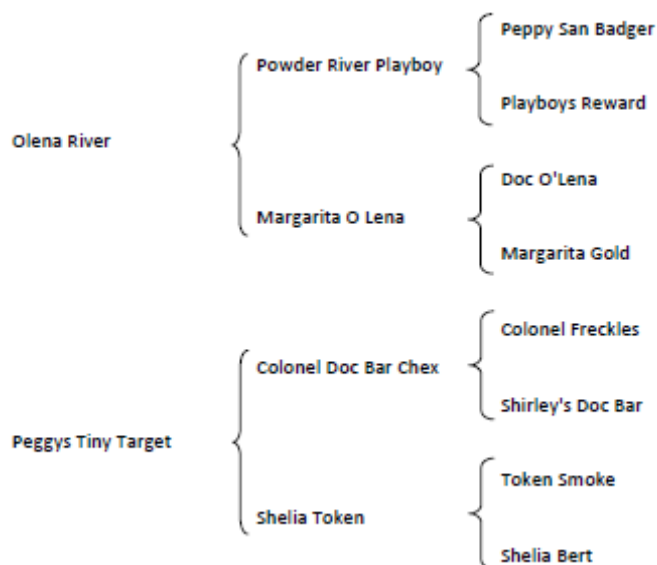 Peppy San Badger
Powder River Playboy
Playboys Reward
Olena River
Doc O'Lena
Margarita O Lena
Margarita Gold
Colonel Freckles
Colonel Doc Bar Chex
Shirley's Doc Bar
Peggys Tiny Target
Token Smoke
Shelia Token
Shelia Bert